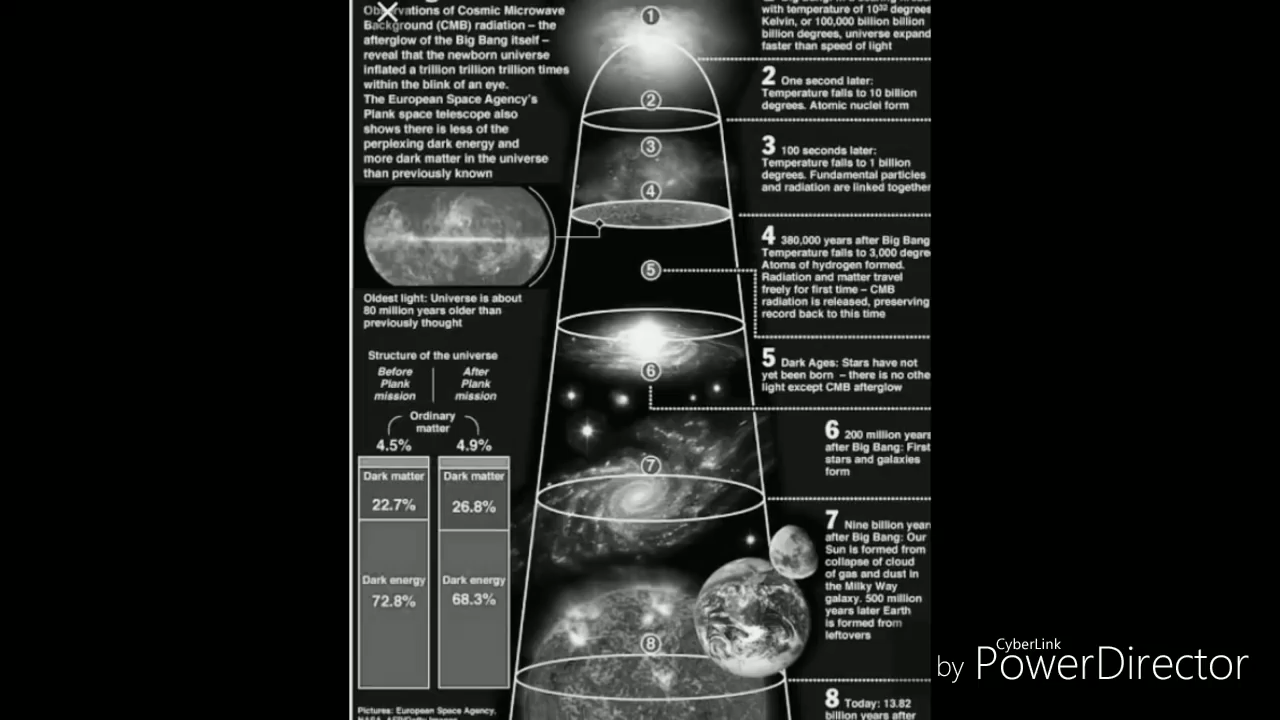 Observations of Cosmic Microwave
Background (CMB) radiation – the
afterglow of the Big Bang itself –
reveal that the newborn universe
inflated a trillion trillion trillion times
within the blink of an eye.
The European Space Agency's
Plank space telescope also
shows there is less of the
perplexing dark energy and
more dark matter in the universe
than previously known
Oldest light: Universe is about
80 million years older than
previously thought
Structure of the universe
Before
Plank
mission
After
Plank
mission
Ordinary
matter
4.5%
4.9%
Dark matter
22.7%
Dark matter
26.8%
Dark energy
72.8%
Dark energy
68.3%
Pictures: European Space Agency,
1
2
3
4
5
6
7
8
with temperature of 10³² degrees
Kelvin, or 100,000 billion billion
billion degrees, universe expand
faster than speed of light
2 One second later:
Temperature falls to 10 billion
degrees. Atomic nuclei form
3 100 seconds later:
Temperature falls to 1 billion
degrees. Fundamental particles
and radiation are linked together
4 380,000 years after Big Bang
Temperature falls to 3,000 degre
Atoms of hydrogen formed.
Radiation and matter travel
freely for first time – CMB
radiation is released, preserving
record back to this time
5 Dark Ages: Stars have not
yet been born – there is no othe
light except CMB afterglow
6 200 million years
after Big Bang: First
stars and galaxies
form
7 Nine billion year
after Big Bang: Our
Sun is formed from
collapse of cloud
of gas and dust in
the Milky Way
galaxy. 500 million
years later Earth
is formed from
leftovers
8 Today: 13.82
billion years after
CyberLink
by PowerDirector